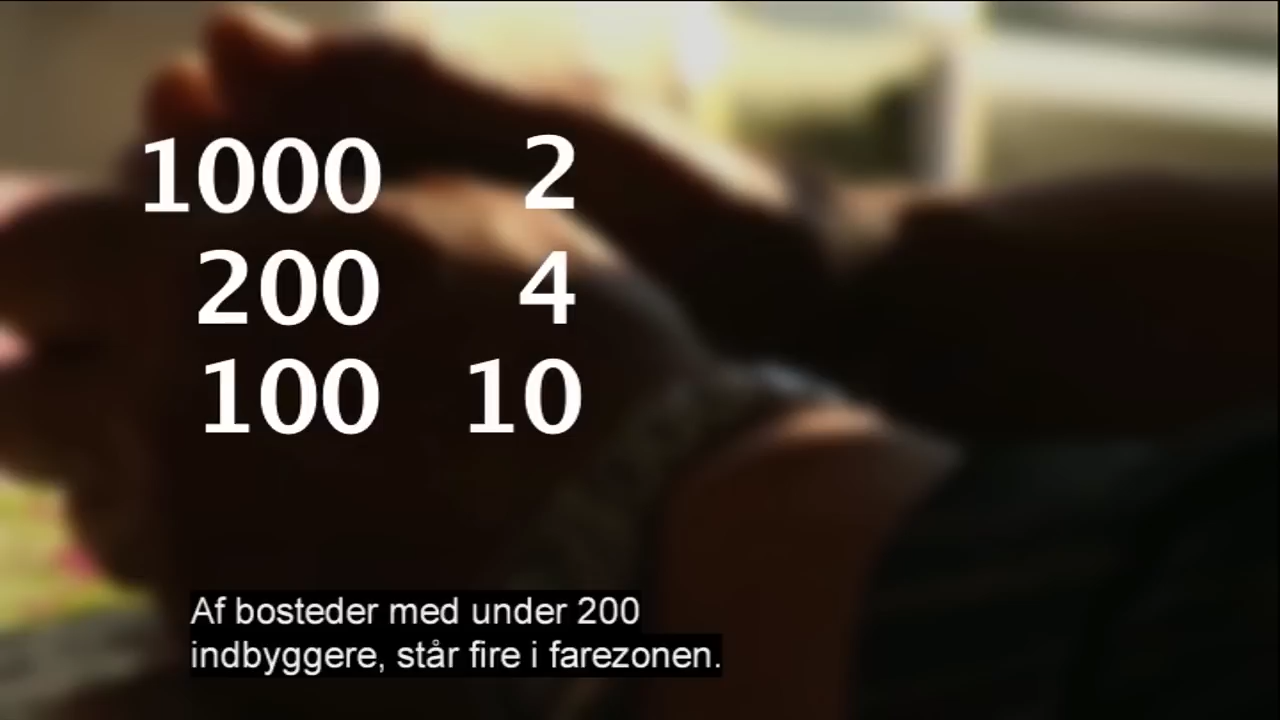 1000 2
200 4
100 10
Af bosteder med under 200
indbyggere, står fire i farezonen.